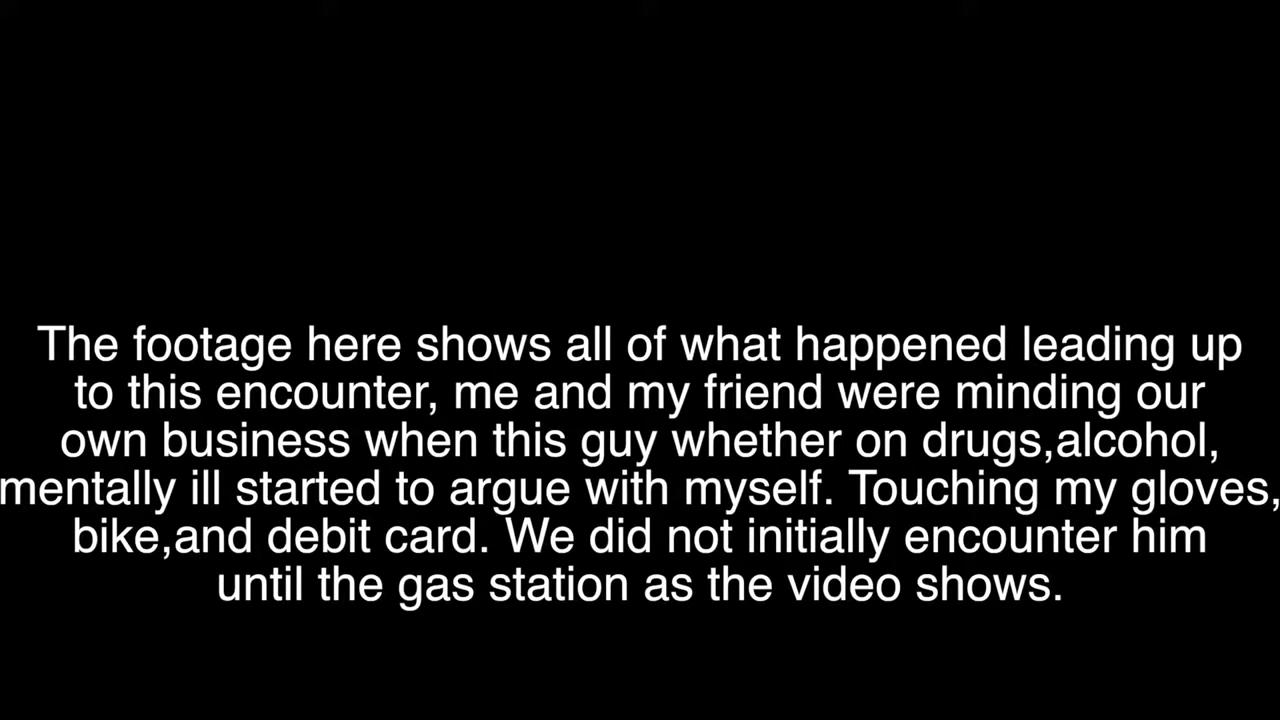 The footage here shows all of what happened leading up
to this encounter, me and my friend were minding our
own business when this guy whether on drugs,alcohol,
mentally ill started to argue with myself. Touching my gloves,
bike,and debit card. We did not initially encounter him
until the gas station as the video shows.